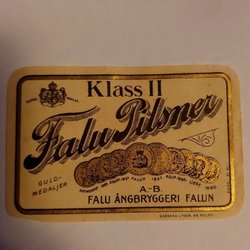 Klass II
Falu Pilsner
GULD-
MEDALJER
A.-B.
FALU ÅNGBRYGGERI FALUN